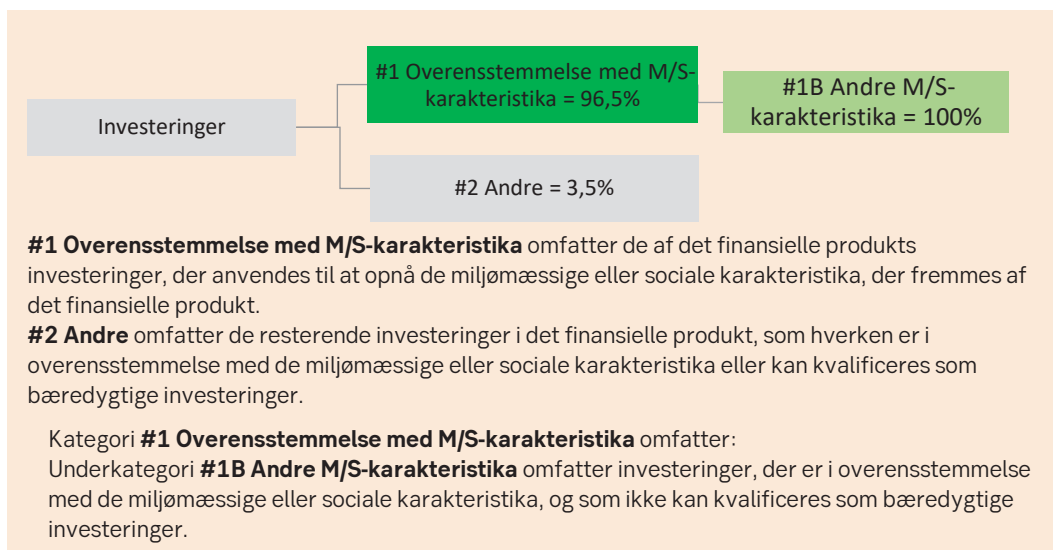 #1 Overensstemmelse med M/S-
karakteristika = 96,5%
#1B Andre M/S-
karakteristika = 100%
Investeringer
#2 Andre = 3,5%
#1 Overensstemmelse med M/S-karakteristika omfatter de af det finansielle produkts
investeringer, der anvendes til at opnå de miljømæssige eller sociale karakteristika, der fremmes af
det finansielle produkt.
#2 Andre omfatter de resterende investeringer i det finansielle produkt, som hverken er i
overensstemmelse med de miljømæssige eller sociale karakteristika eller kan kvalificeres som
bæredygtige investeringer.
Kategori #1 Overensstemmelse med M/S-karakteristika omfatter:
Underkategori #1B Andre M/S-karakteristika omfatter investeringer, der er i overensstemmelse
med de miljømæssige eller sociale karakteristika, og som ikke kan kvalificeres som bæredygtige
investeringer.